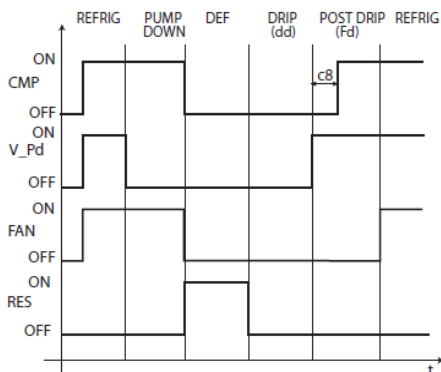 REFRIG PUMP DOWN DEF DRIP (dd) POST DRIP (Fd) REFRIG
ON
CMP
c8
OFF
ON
V_Pd
OFF
ON
FAN
OFF
ON
RES
OFF
t